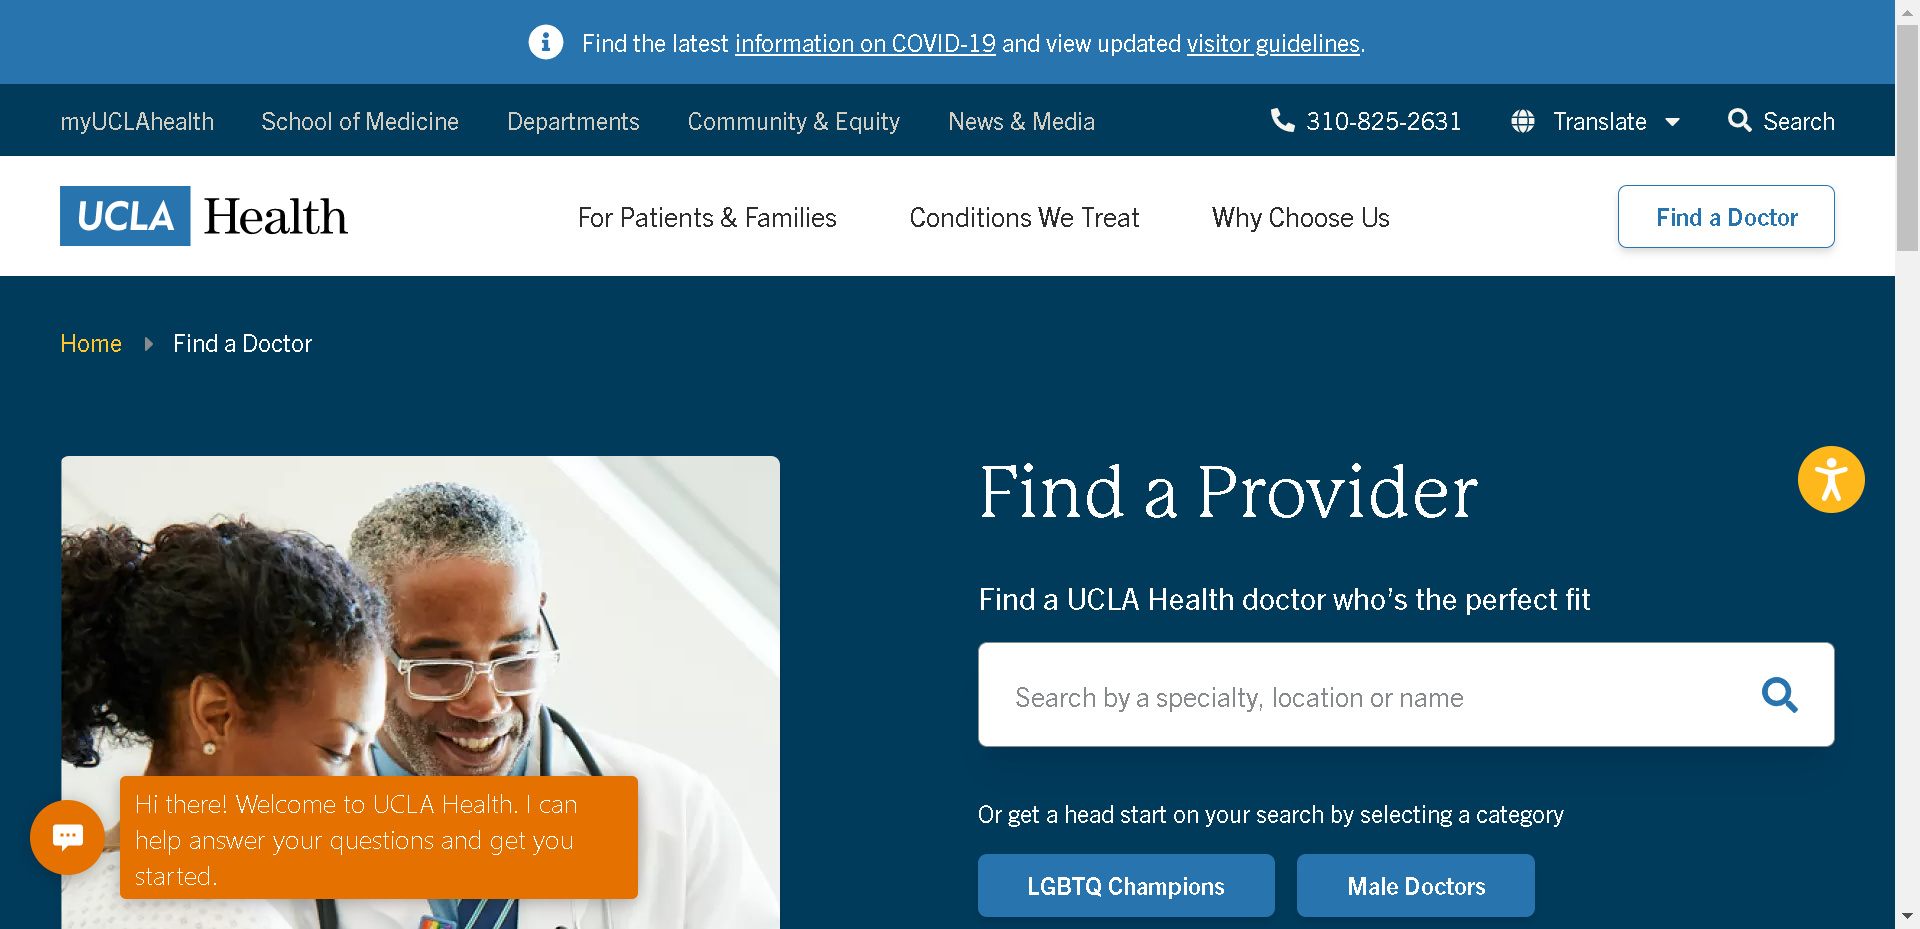 Find the latest information on COVID-19 and view updated visitor guidelines.
myUCLAhealth School of Medicine Departments Community & Equity News & Media 310-825-2631 Translate Search
UCLA Health For Patients & Families Conditions We Treat Why Choose Us Find a Doctor
Home Find a Doctor
Find a Provider
Find a UCLA Health doctor who's the perfect fit
Search by a specialty, location or name
Or get a head start on your search by selecting a category
LGBTQ Champions Male Doctors
Hi there! Welcome to UCLA Health. I can
help answer your questions and get you
started.